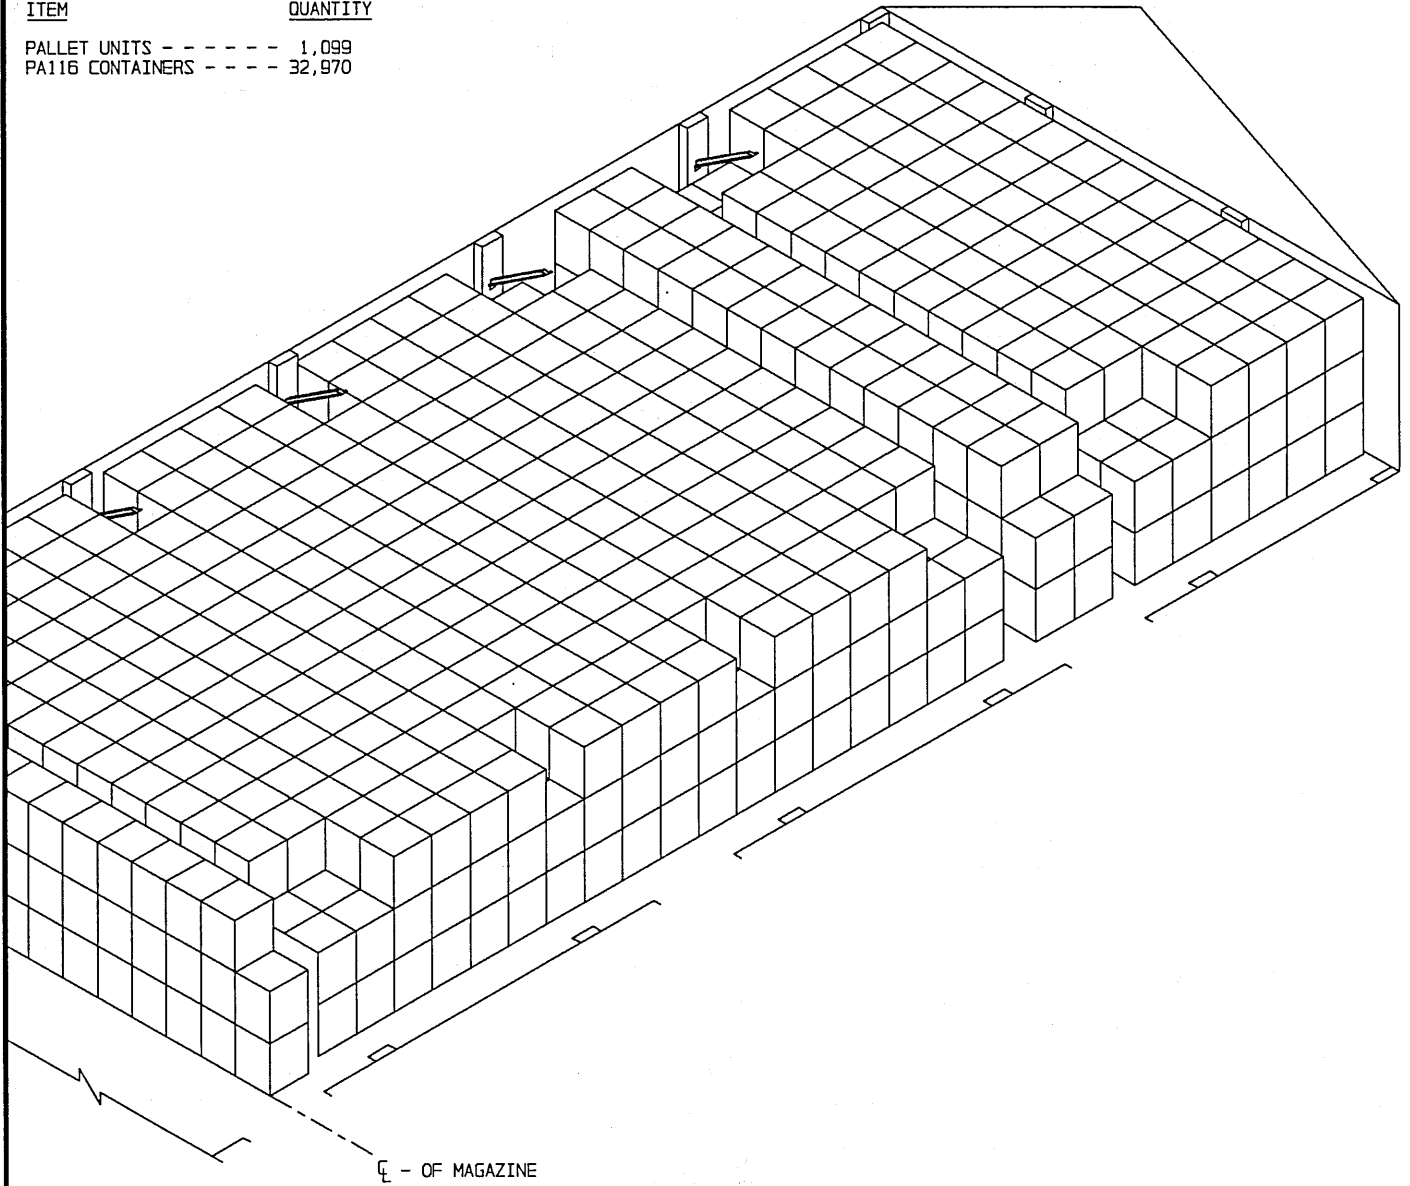 ITEM QUANTITY
PALLET UNITS - - - - - - 1,099
PA116 CONTAINERS - - - - 32,970
℄ - OF MAGAZINE